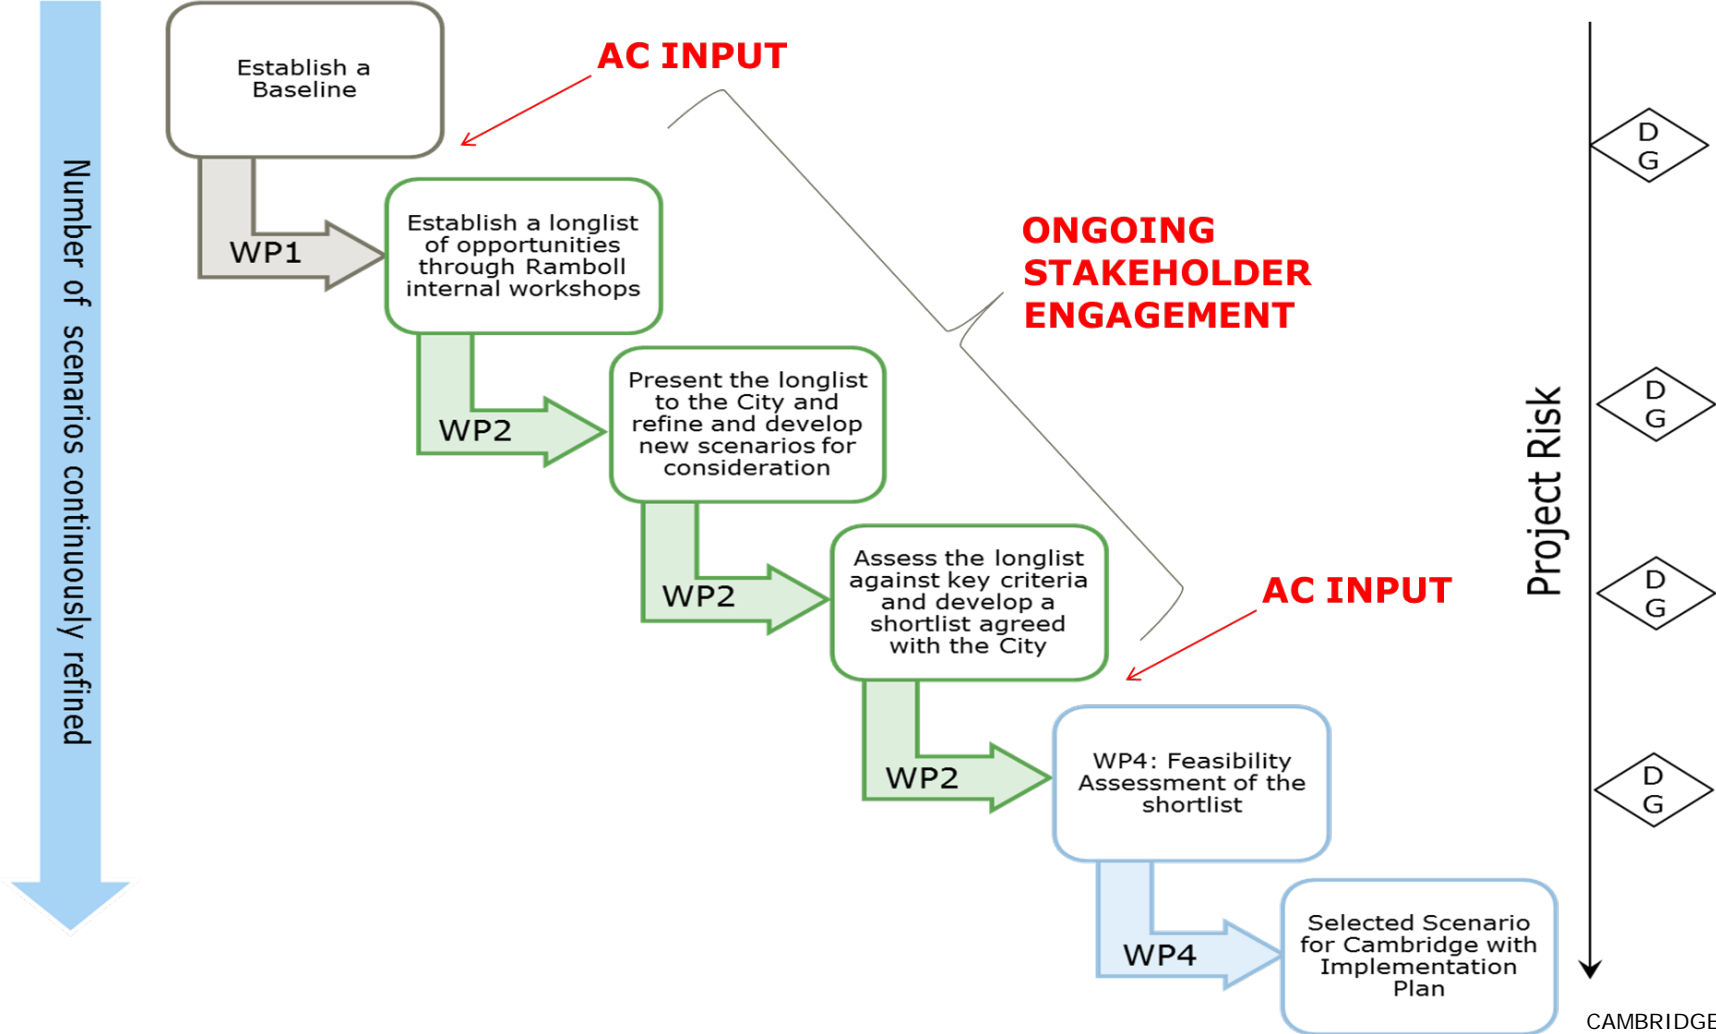 Establish a
Baseline
AC INPUT
WP1
Establish a longlist
of opportunities
through Ramboll
internal workshops
ONGOING
STAKEHOLDER
ENGAGEMENT
WP2
Present the longlist
to the City and
refine and develop
new scenarios for
consideration
WP2
Assess the longlist
against key criteria
and develop a
shortlist agreed
with the City
AC INPUT
WP2
WP4: Feasibility
Assessment of the
shortlist
WP4
Selected Scenario
for Cambridge with
Implementation
Plan
Number of scenarios continuously refined
Project Risk
D
G
D
G
D
G
D
G
CAMBRIDGE